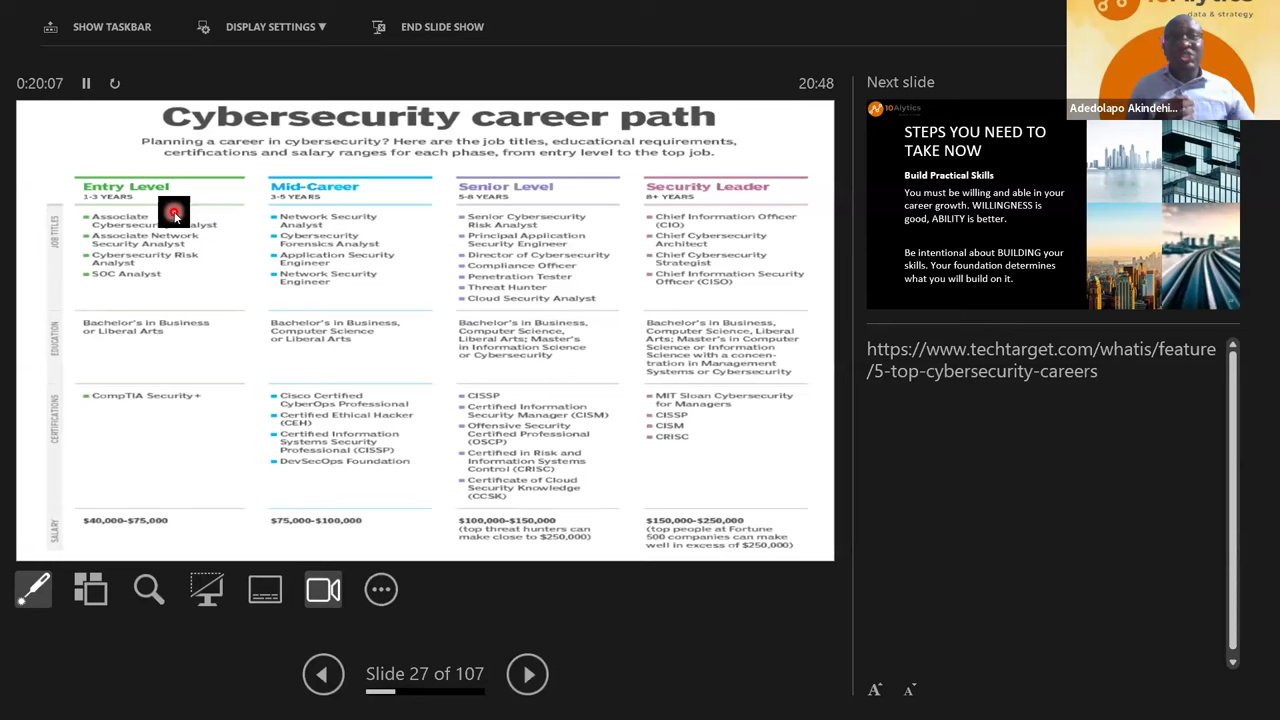 SHOW TASKBAR
DISPLAY SETTINGS ▼
END SLIDE SHOW
data & strategy
Adedolapo Akindehi...
0:20:07
20:48
Cybersecurity career path
Planning a career in cybersecurity? Here are the job titles, educational requirements,
certifications and salary ranges for each phase, from entry level to the top job.
JOB TITLES
EDUCATION
CERTIFICATIONS
SALARY
Entry Level
1-3 YEARS
Associate
Associate Network
Security Analyst
Cybersecurity Risk
Analyst
SOC Analyst
Bachelor's in Business
or Liberal Arts
CompTIA Security+
$40,000-$75,000
Mid-Career
3-5 YEARS
Network Security
Analyst
Cybersecurity
Forensics Analyst
Application Security
Engineer
Network Security
Engineer
Bachelor's in Business,
Computer Science
or Liberal Arts
Cisco Certified
CyberOps Professional
Certified Ethical Hacker
(CEH)
Certified Information
Systems Security
Professional (CISSP)
DevSecOps Foundation
$75,000-$100,000
Senior Level
5-8 YEARS
Senior Cybersecurity
Risk Analyst
Principal Application
Security Engineer
Director of Cybersecurity
Compliance Officer
Penetration Tester
Threat Hunter
Cloud Security Analyst
Bachelor's in Business,
Computer Science,
Liberal Arts; Master's
in Information Science
or Cybersecurity
CISSP
Certified Information
Security Manager (CISM)
Offensive Security
Certified Professional
(OSCP)
Certified in Risk and
Information Systems
Control (CRISC)
Certificate of Cloud
Security Knowledge
(CCSK)
$100,000-$150,000
(top threat hunters can
make close to $250,000)
Security Leader
8+ YEARS
Chief Information Officer
(CIO)
Chief Cybersecurity
Architect
Chief Cybersecurity
Strategist
Chief Information Security
Officer (CISO)
Bachelor's in Business,
Computer Science, Liberal
Arts; Master's in Computer
Science or Information
Science with a concen-
tration in Management
Systems or Cybersecurity
MIT Sloan Cybersecurity
for Managers
CISSP
CISM
CRISC
$150,000-$250,000
(top people at Fortune
500 companies can make
well in excess of $250,000)
Slide 27 of 107
Next slide
10Alytics
STEPS YOU NEED TO
TAKE NOW
Build Practical Skills
You must be willing and able in your
career growth. WILLINGNESS is
good, ABILITY is better.
Be intentional about BUILDING your
skills. Your foundation determines
what you will build on it.
https://www.techtarget.com/whatis/feature
/5-top-cybersecurity-careers
A A